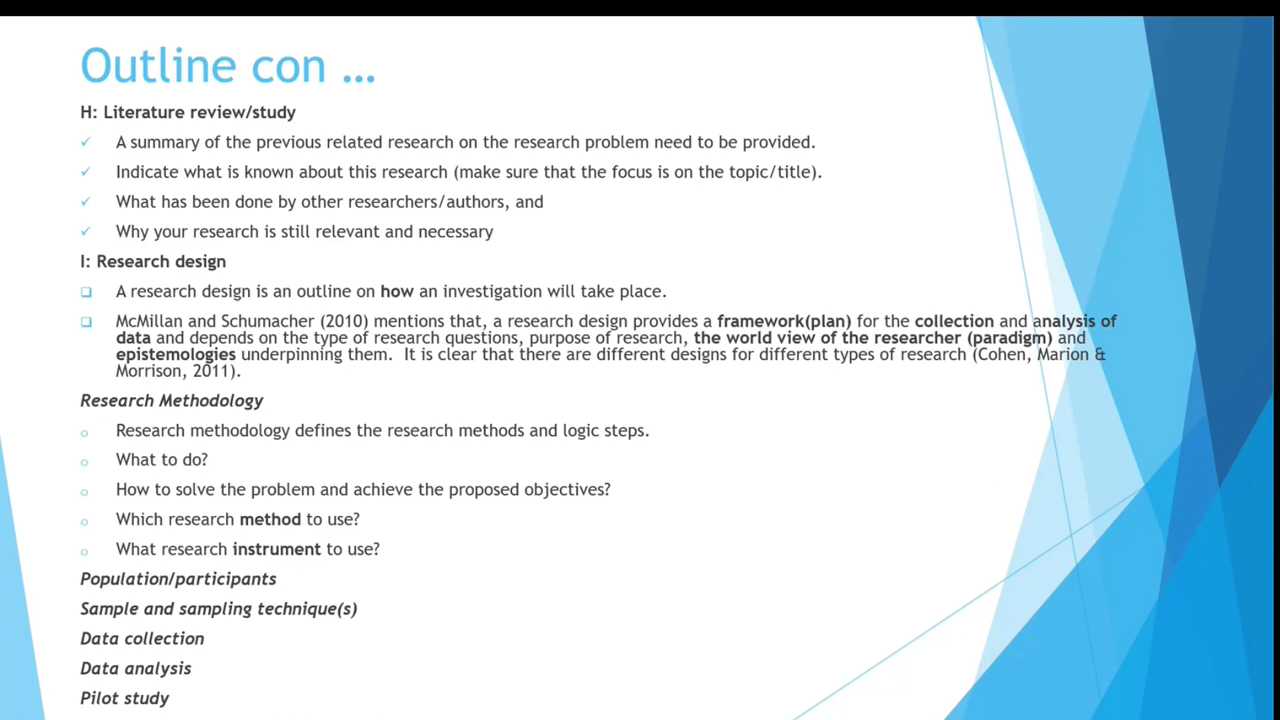 Outline con ...
H: Literature review/study
✓ A summary of the previous related research on the research problem need to be provided.
✓ Indicate what is known about this research (make sure that the focus is on the topic/title).
✓ What has been done by other researchers/authors, and
✓ Why your research is still relevant and necessary
I: Research design
❑ A research design is an outline on how an investigation will take place.
❑ McMillan and Schumacher (2010) mentions that, a research design provides a framework(plan) for the collection and analysis of
data and depends on the type of research questions, purpose of research, the world view of the researcher (paradigm) and
epistemologies underpinning them. It is clear that there are different designs for different types of research (Cohen, Marion &
Morrison, 2011).
Research Methodology
o Research methodology defines the research methods and logic steps.
o What to do?
o How to solve the problem and achieve the proposed objectives?
o Which research method to use?
o What research instrument to use?
Population/participants
Sample and sampling technique(s)
Data collection
Data analysis
Pilot study